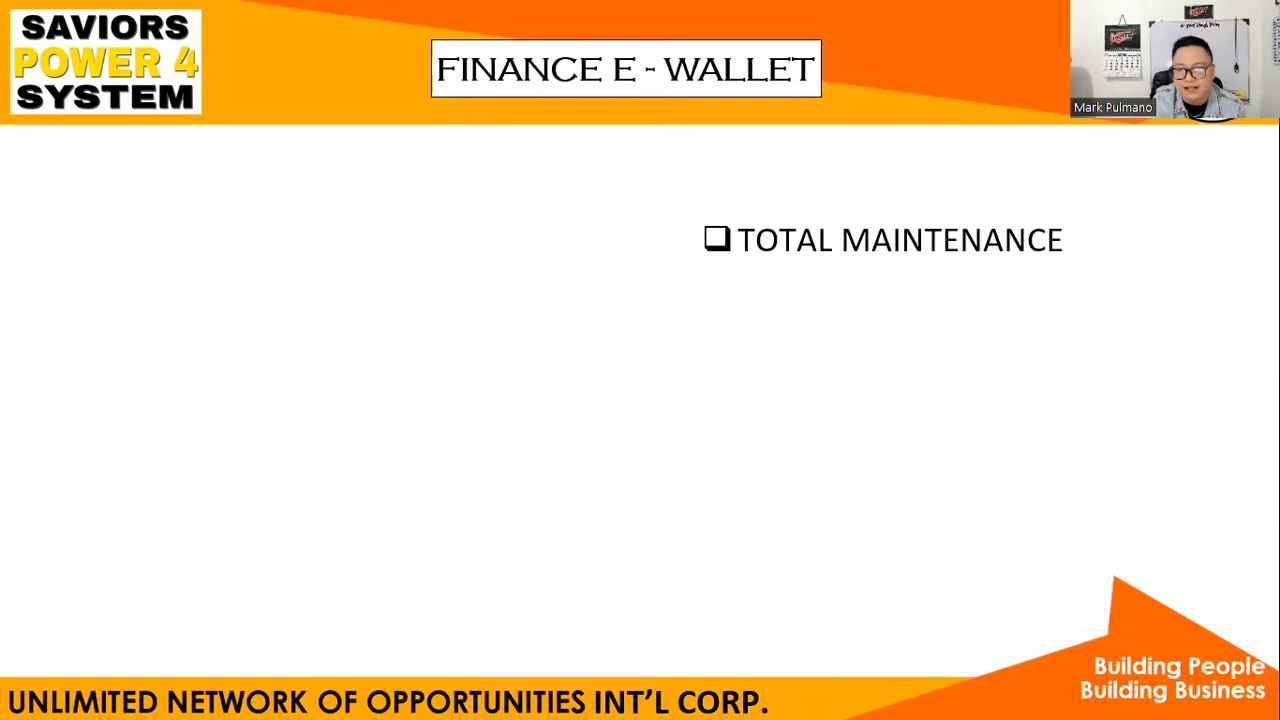 SAVIORS
POWER 4
SYSTEM
FINANCE E - WALLET
Mark Pulmano
TOTAL MAINTENANCE
Building People
Building Business
UNLIMITED NETWORK OF OPPORTUNITIES INT'L CORP.